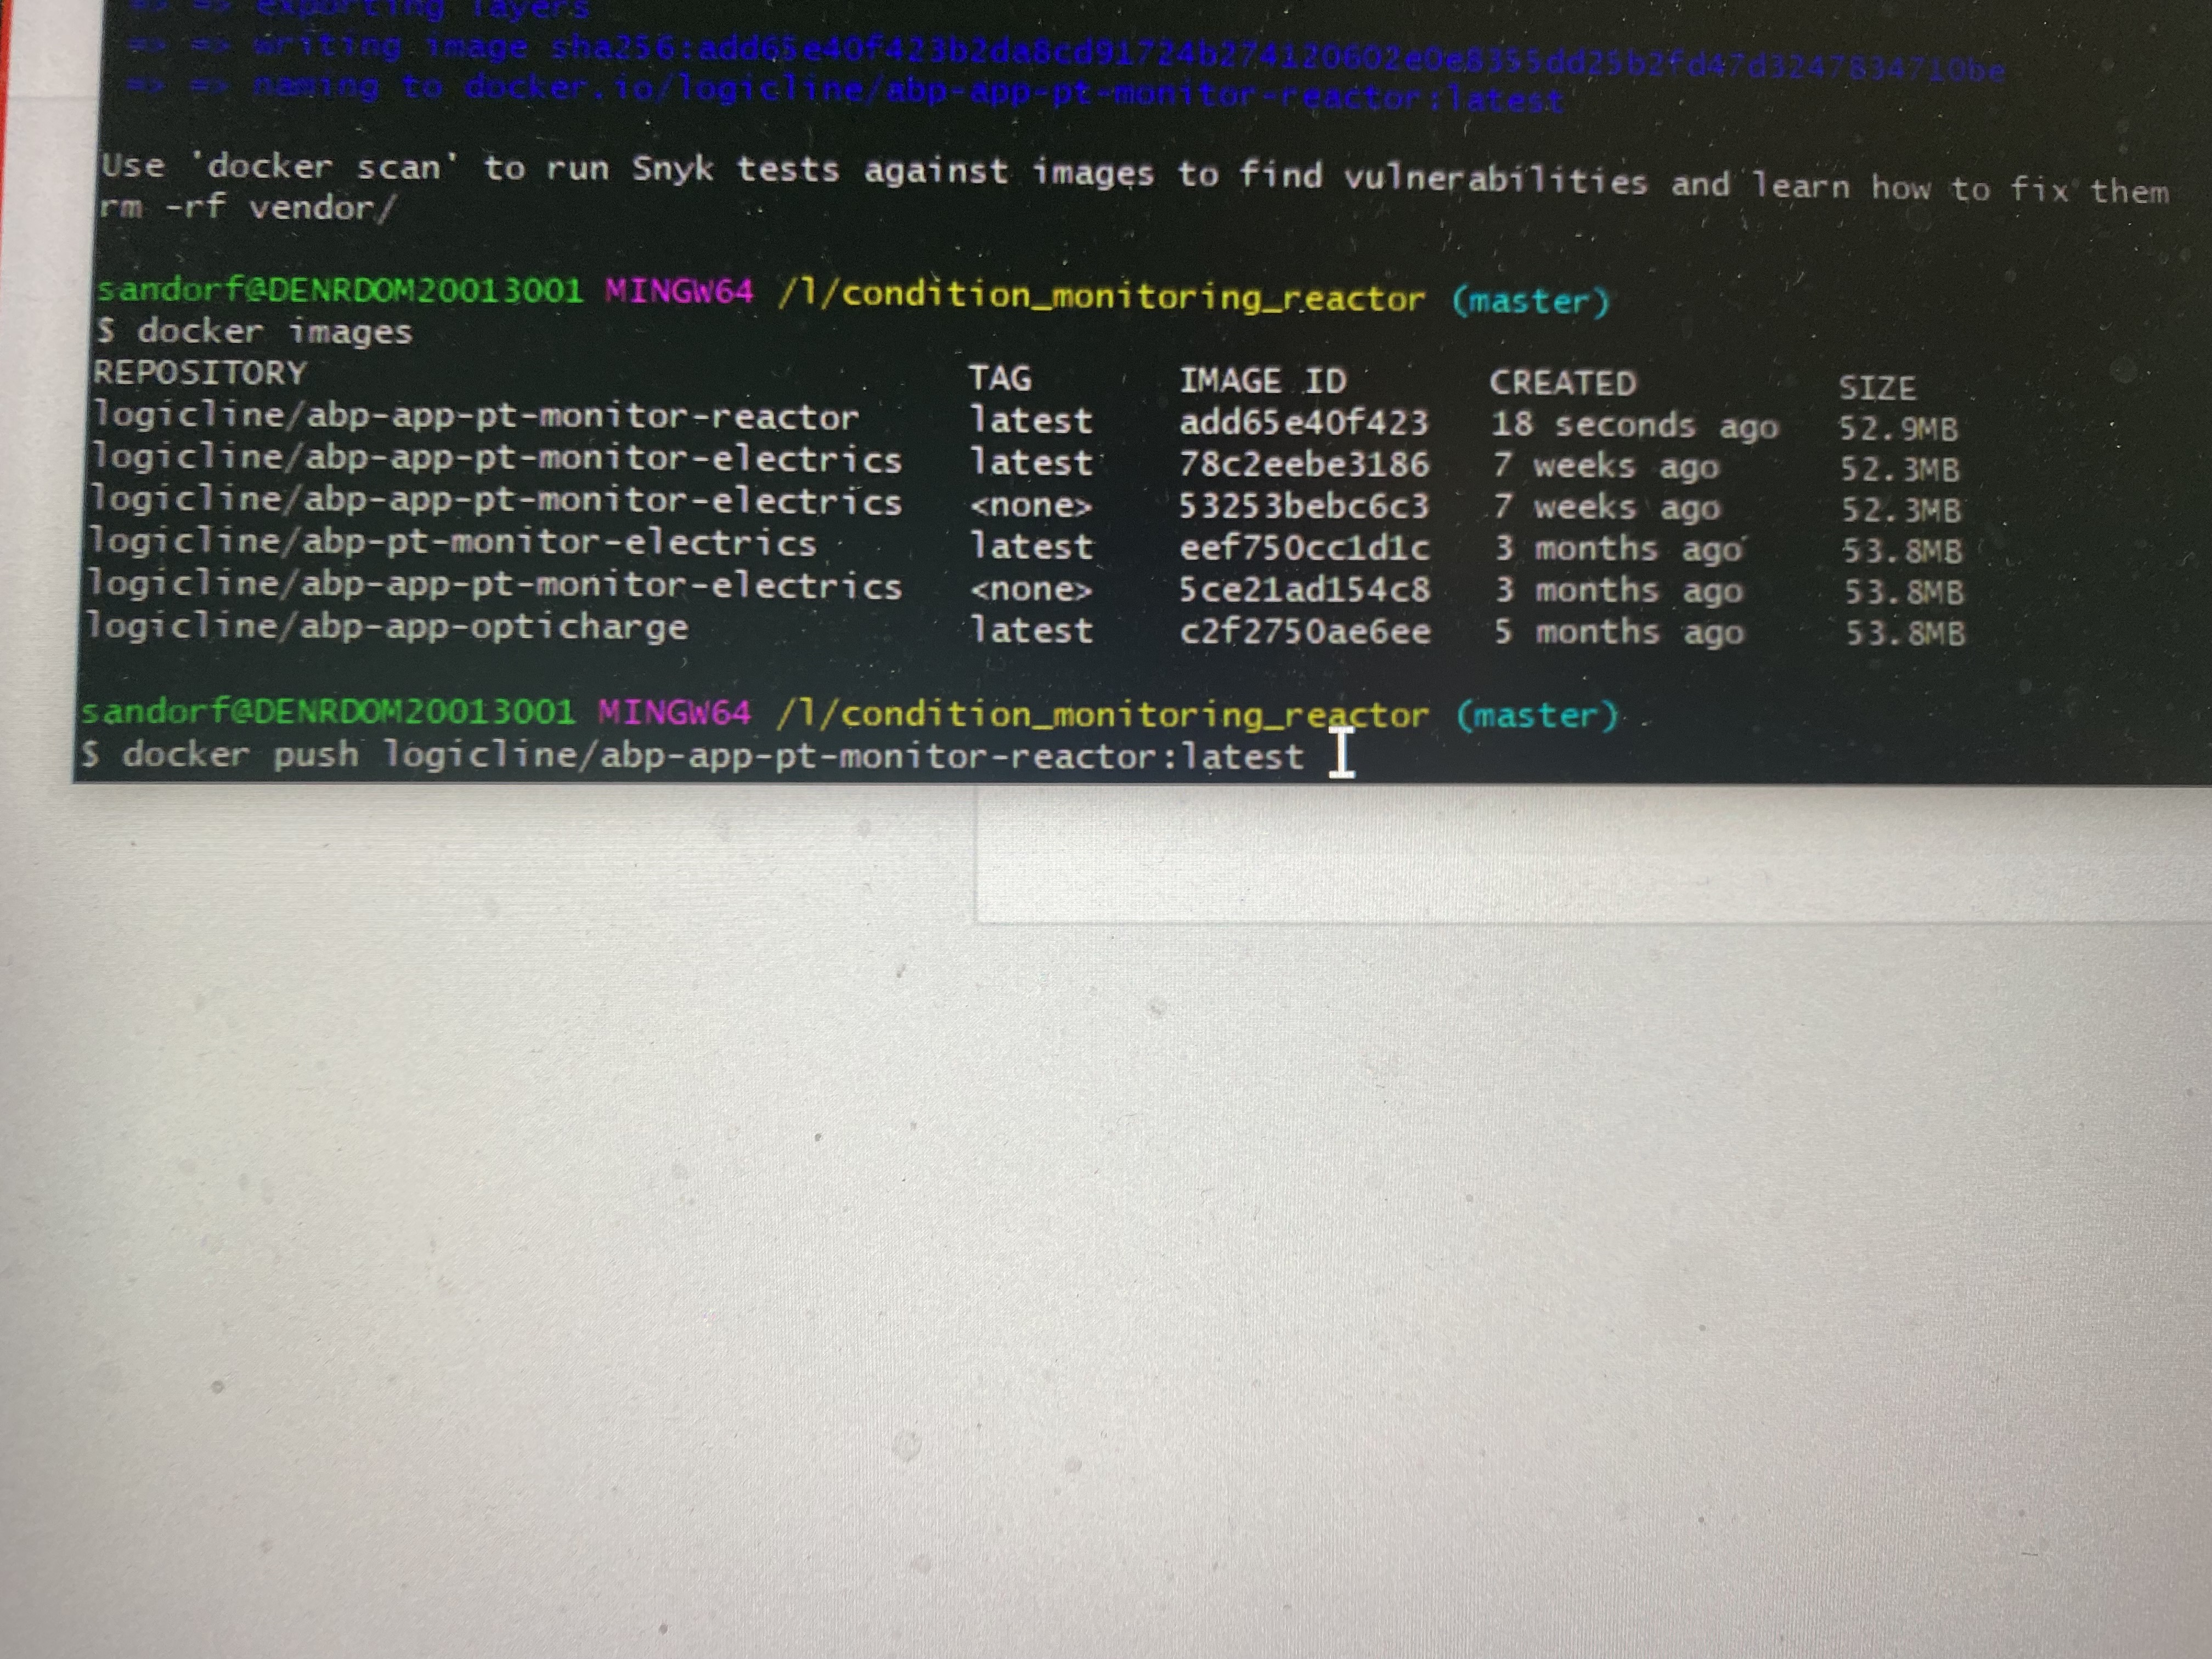 => => exporting layers
=> => writing image sha256:add65e40f423b2da8cd91724b274120602e0e8355dd25b2fd47d3247834710be
=> => naming to docker.io/logicline/abp-app-pt-monitor-reactor:latest
Use 'docker scan' to run Snyk tests against images to find vulnerabilities and learn how to fix them
rm -rf vendor/
sandorf@DENRDOM20013001 MINGW64 /l/condition_monitoring_reactor (master)
$ docker images
REPOSITORY TAG IMAGE ID CREATED SIZE
logicline/abp-app-pt-monitor-reactor latest add65e40f423 18 seconds ago 52.9MB
logicline/abp-app-pt-monitor-electrics latest 78c2eebe3186 7 weeks ago 52.3MB
logicline/abp-app-pt-monitor-electrics <none> 53253bebc6c3 7 weeks ago 52.3MB
logicline/abp-pt-monitor-electrics latest eef750cc1d1c 3 months ago 53.8MB
logicline/abp-app-pt-monitor-electrics <none> 5ce21ad154c8 3 months ago 53.8MB
logicline/abp-app-opticharge latest c2f2750ae6ee 5 months ago 53.8MB
sandorf@DENRDOM20013001 MINGW64 /l/condition_monitoring_reactor (master)
$ docker push logicline/abp-app-pt-monitor-reactor:latest